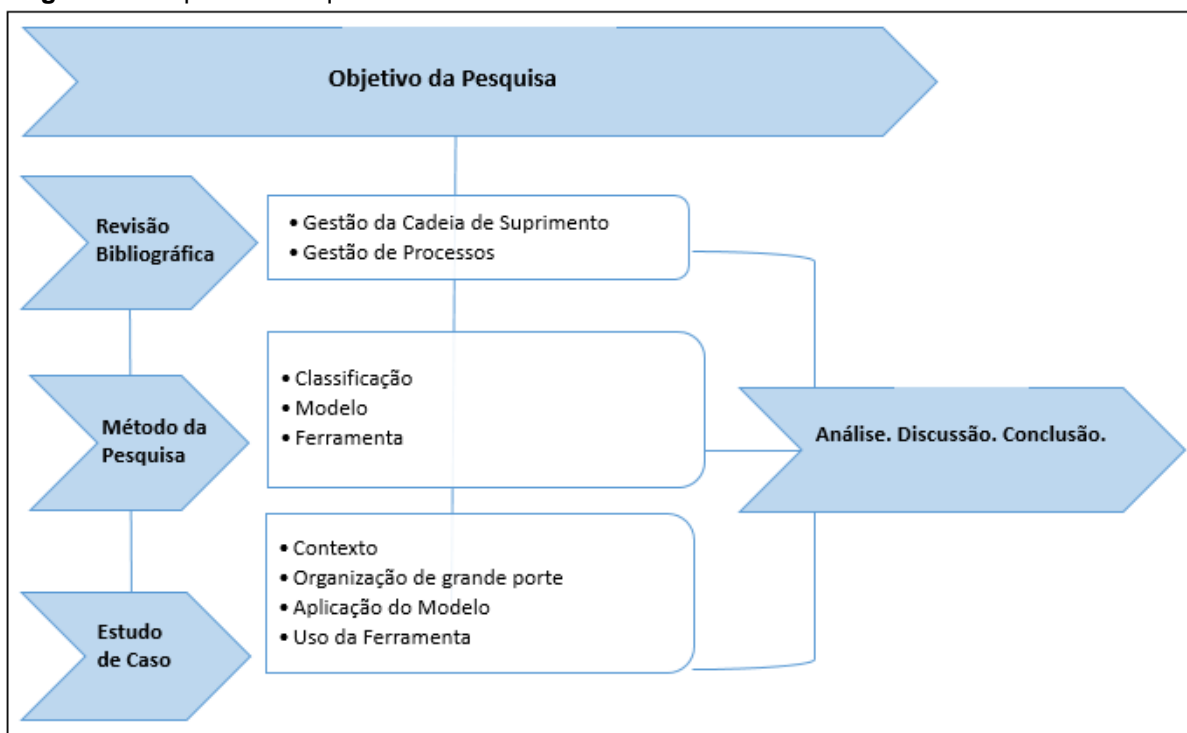 Objetivo da Pesquisa
Revisão
Bibliográfica
• Gestão da Cadeia de Suprimento
• Gestão de Processos
Método da
Pesquisa
• Classificação
• Modelo
• Ferramenta
Análise. Discussão. Conclusão.
Estudo
de Caso
• Contexto
• Organização de grande porte
• Aplicação do Modelo
• Uso da Ferramenta